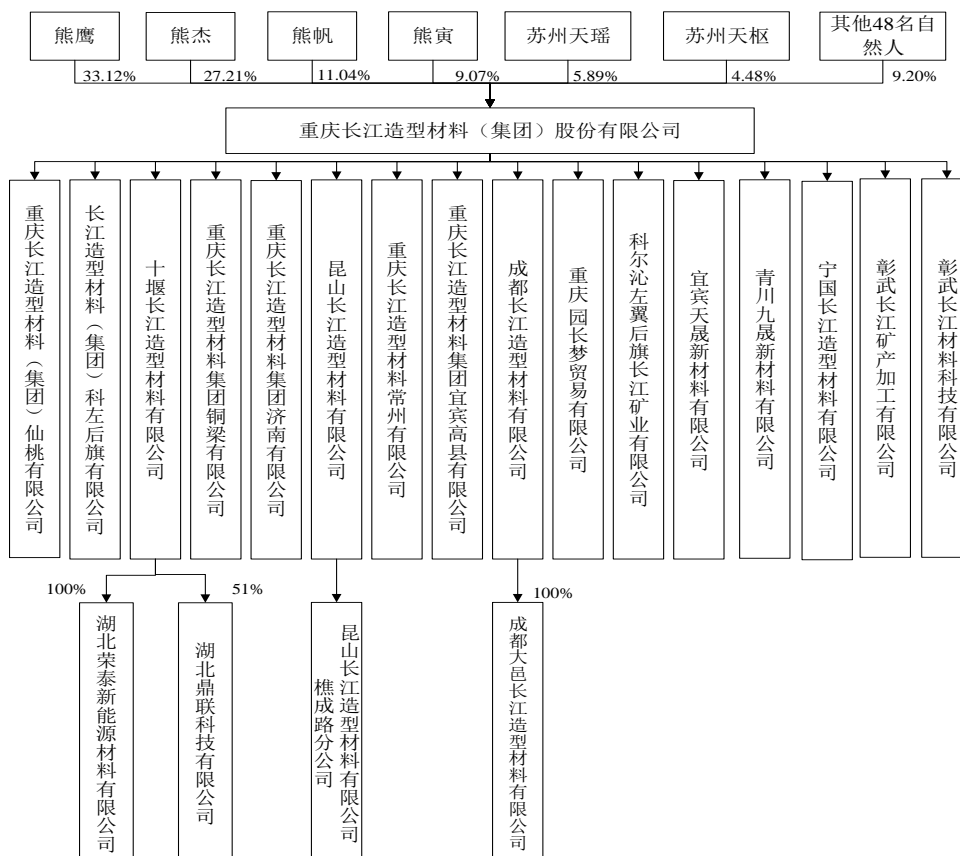 熊鹰
熊杰
熊帆
熊寅
苏州天瑶
苏州天枢
其他48名自
然人
33.12%
27.21%
11.04%
9.07%
5.89%
4.48%
9.20%
重庆长江造型材料（集团）股份有限公司
重庆长江造型材料（集团）仙桃有限公司
长江造型材料（集团）科左后旗有限公司
十堰长江造型材料有限公司
重庆长江造型材料集团铜梁有限公司
重庆长江造型材料集团济南有限公司
昆山长江造型材料有限公司
重庆长江造型材料常州有限公司
重庆长江造型材料集团宜宾高县有限公司
成都长江造型材料有限公司
重庆园长梦贸易有限公司
科尔沁左翼后旗长江矿业有限公司
宜宾天晟新材料有限公司
青川九晟新材料有限公司
宁国长江造型材料有限公司
彰武长江矿产加工有限公司
彰武长江材料科技有限公司
100%
51%
100%
湖北荣泰新能源材料有限公司
湖北鼎联科技有限公司
昆山长江造型材料有限公司
樵成路分公司
成都大邑长江造型材料有限公司